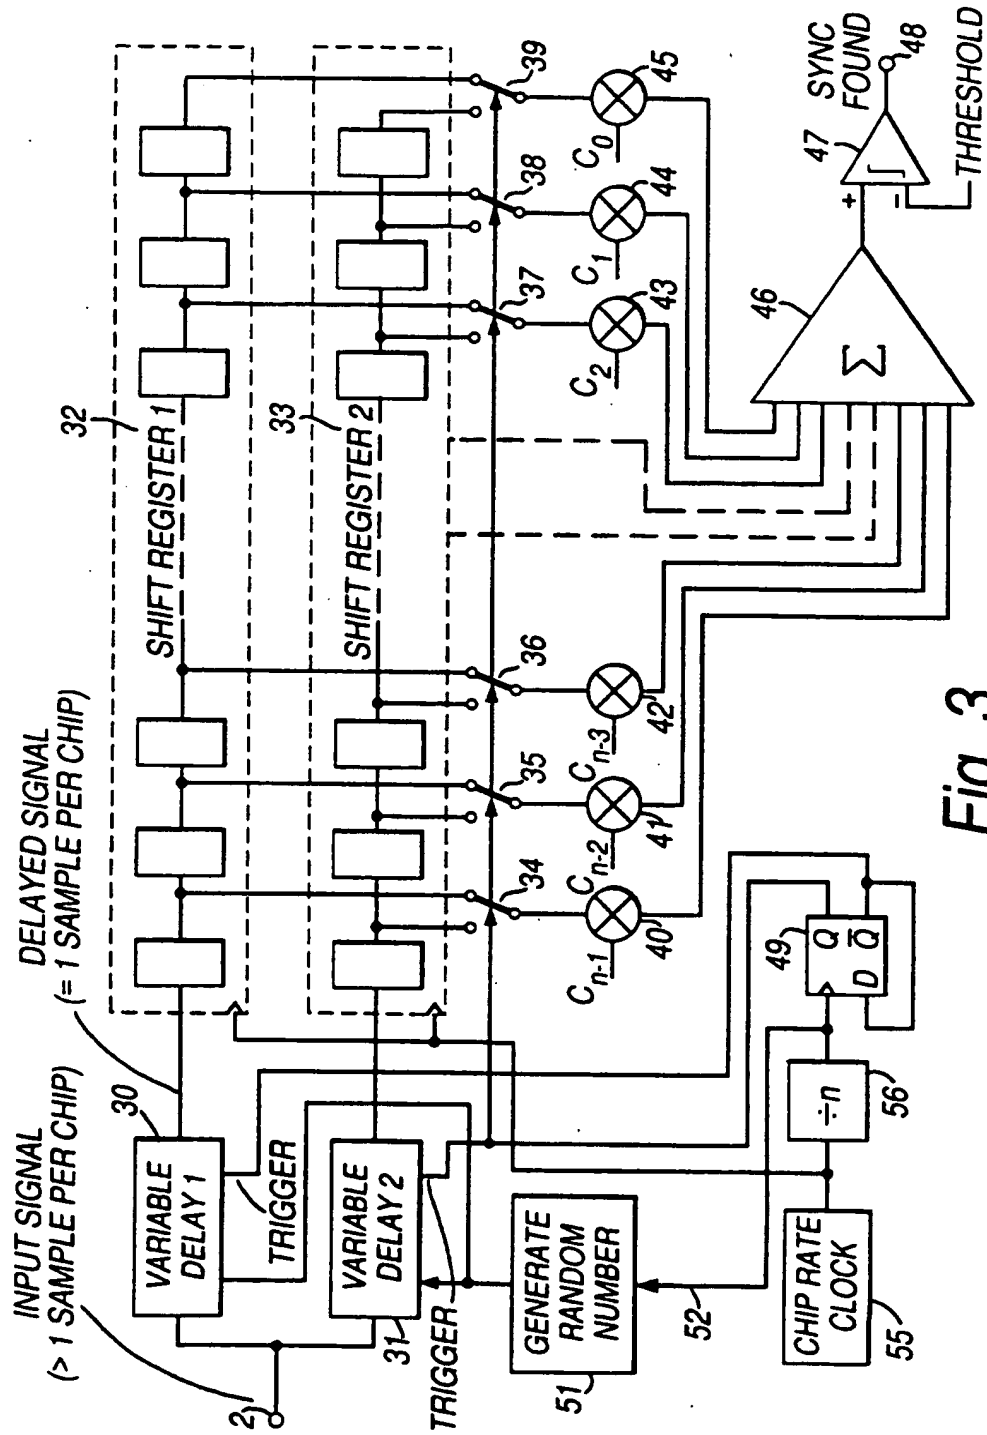 INPUT SIGNAL
(> 1 SAMPLE PER CHIP)
DELAYED SIGNAL
(= 1 SAMPLE PER CHIP)
2
30
VARIABLE
DELAY 1
TRIGGER
32
SHIFT REGISTER 1
31
VARIABLE
DELAY 2
TRIGGER
33
SHIFT REGISTER 2
34
35
36
37
38
39
51
GENERATE
RANDOM
NUMBER
52
Cn-1
Cn-2
Cn-3
C2
C1
C0
40
41
42
43
44
45
55
CHIP RATE
CLOCK
÷n
56
49
D
Q
Q̅
46
Σ
+
-
47
SYNC
FOUND
48
THRESHOLD
Fig. 3